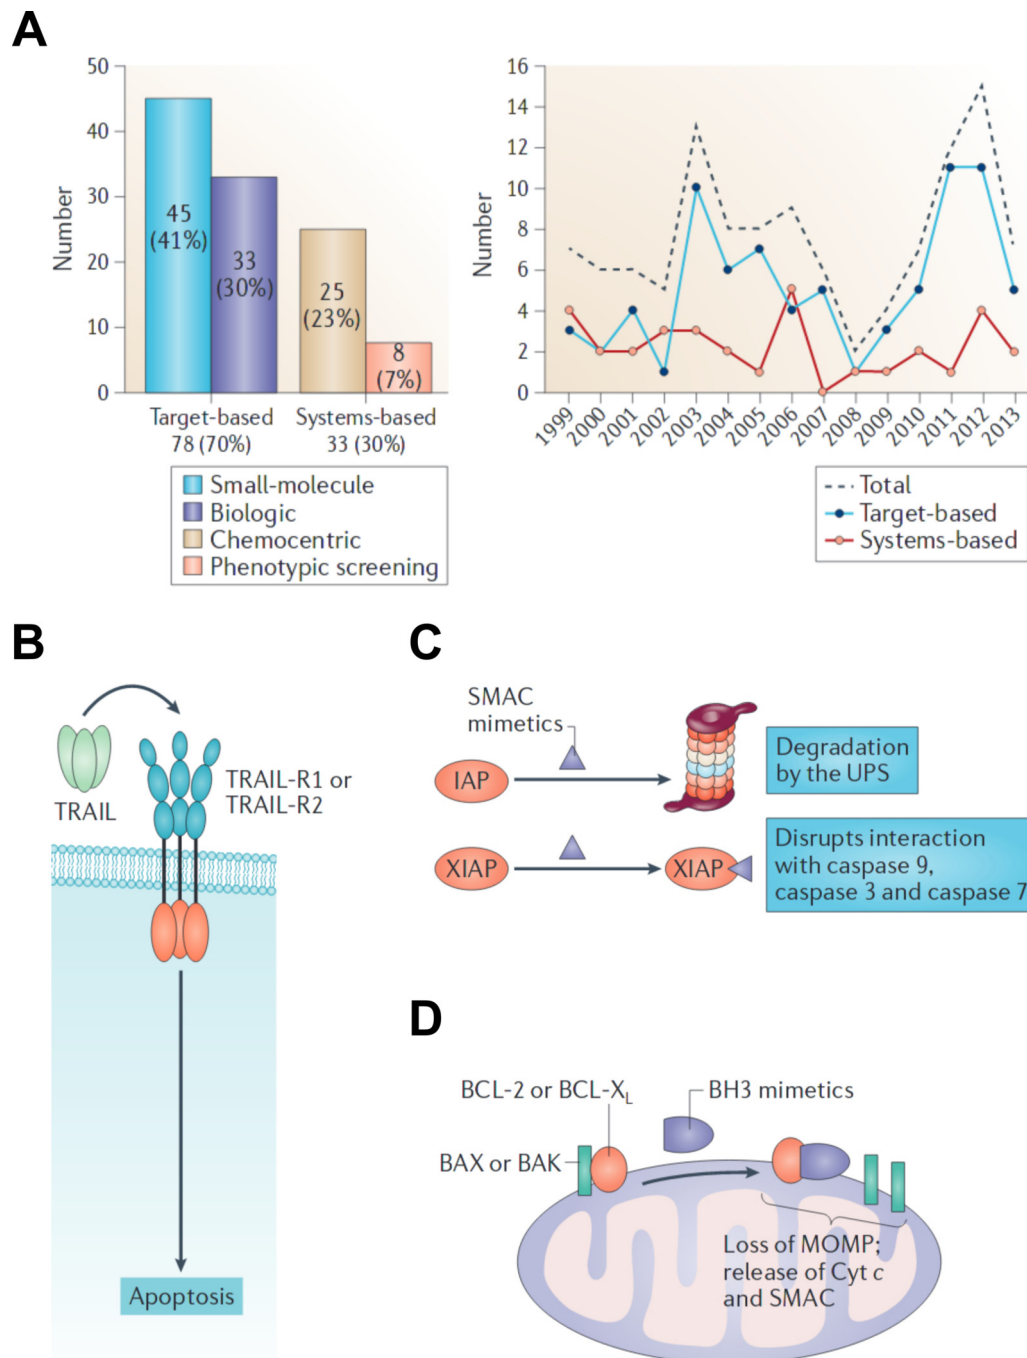 A
50
40
30
20
10
0
Number
45
(41%)
33
(30%)
25
(23%)
8
(7%)
Target-based
78 (70%)
Systems-based
33 (30%)
Small-molecule
Biologic
Chemocentric
Phenotypic screening
16
14
12
10
8
6
4
2
0
Number
1999
2000
2001
2002
2003
2004
2005
2006
2007
2008
2009
2010
2011
2012
2013
Total
Target-based
Systems-based
B
TRAIL
TRAIL-R1 or
TRAIL-R2
Apoptosis
C
SMAC
mimetics
IAP
Degradation
by the UPS
XIAP
XIAP
Disrupts interaction
with caspase 9,
caspase 3 and caspase 7
D
BCL-2 or BCL-X_L
BH3 mimetics
BAX or BAK
Loss of MOMP;
release of Cyt c
and SMAC